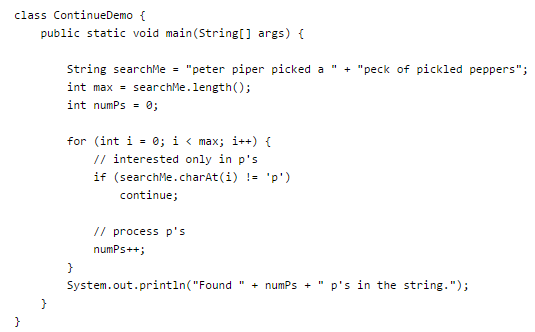 class ContinueDemo {
    public static void main(String[] args) {

        String searchMe = "peter piper picked a " + "peck of pickled peppers";
        int max = searchMe.length();
        int numPs = 0;

        for (int i = 0; i < max; i++) {
            // interested only in p's
            if (searchMe.charAt(i) != 'p')
                continue;

            // process p's
            numPs++;
        }
        System.out.println("Found " + numPs + " p's in the string.");
    }
}